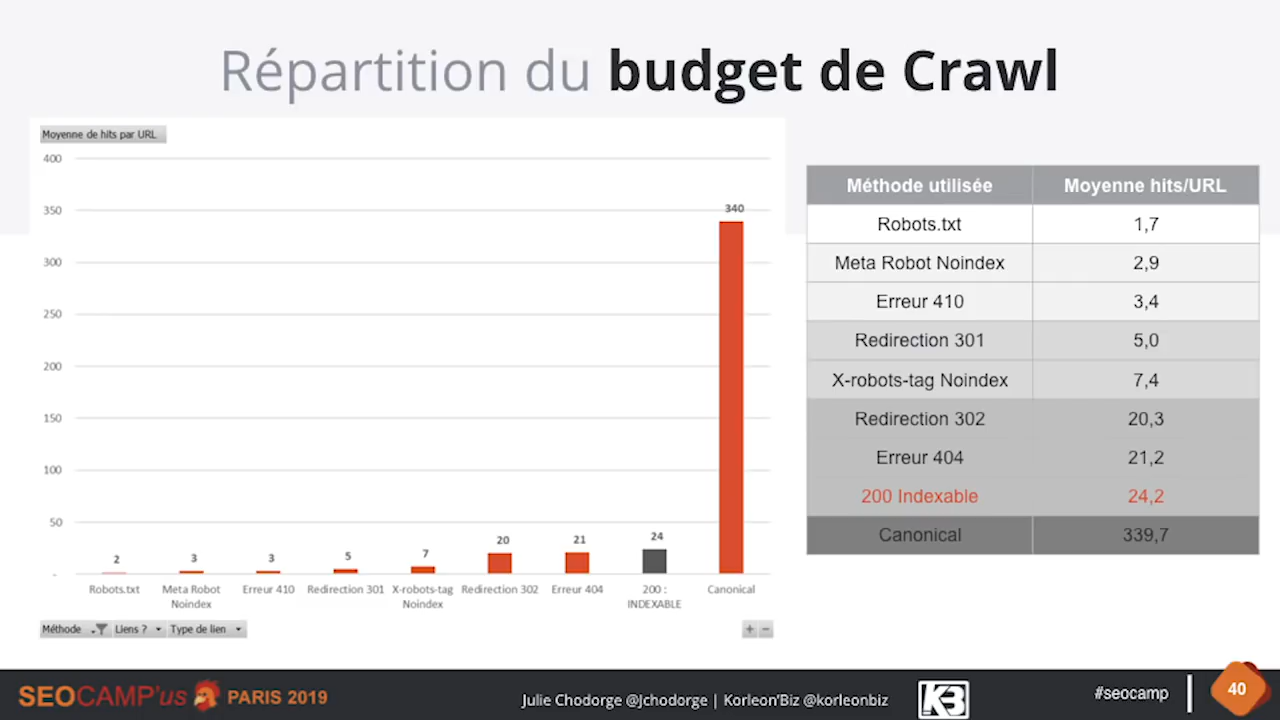 Répartition du budget de Crawl
Moyenne de hits par URL
400
350
300
250
200
150
100
50
-
2
3
3
5
7
20
21
24
340
Robots.txt
Meta Robot Noindex
Erreur 410
Redirection 301
X-robots-tag Noindex
Redirection 302
Erreur 404
200 : INDEXABLE
Canonical
Méthode
Liens ?
Type de lien
+ −
Méthode utilisée Moyenne hits/URL
Robots.txt 1,7
Meta Robot Noindex 2,9
Erreur 410 3,4
Redirection 301 5,0
X-robots-tag Noindex 7,4
Redirection 302 20,3
Erreur 404 21,2
200 Indexable 24,2
Canonical 339,7
SEOCAMP'us PARIS 2019
Julie Chodorge @Jchodorge | Korleon'Biz @korleonbiz
K3
#seocamp
40